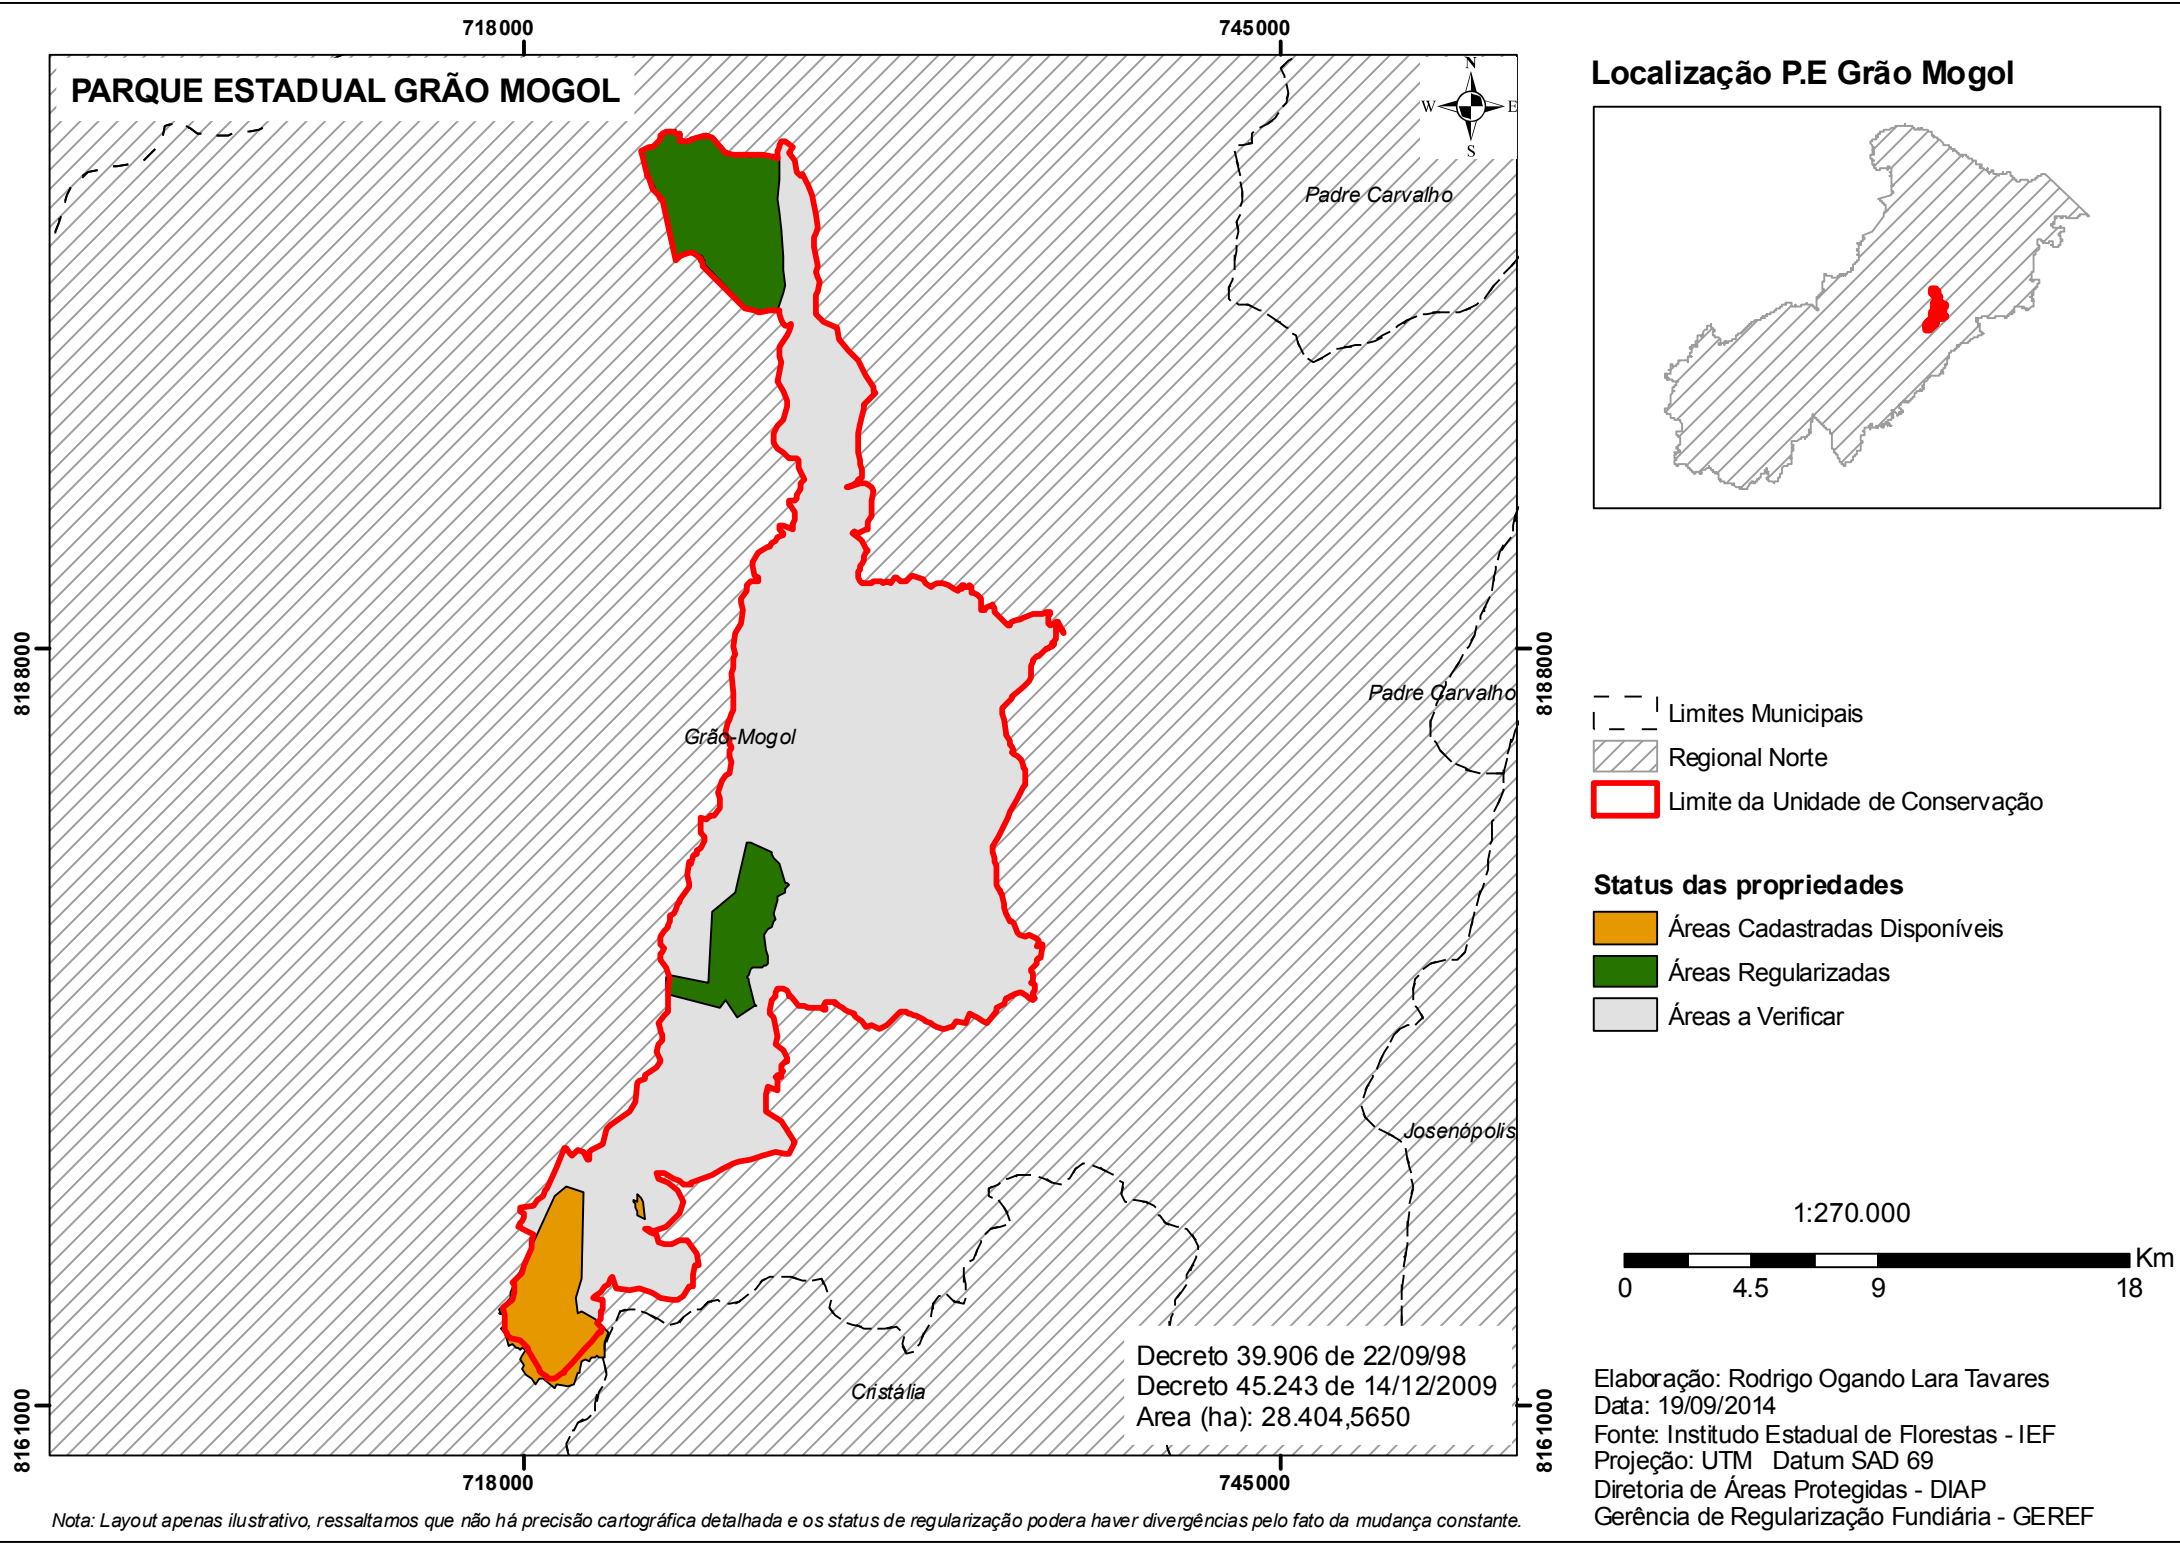 718000
745000
PARQUE ESTADUAL GRÃO MOGOL
N
W
E
S
Padre Carvalho
8188000
8188000
Padre Carvalho
Grão-Mogol
Josenópolis
Cristália
Decreto 39.906 de 22/09/98
Decreto 45.243 de 14/12/2009
Area (ha): 28.404,5650
8161000
8161000
718000
745000
Nota: Layout apenas ilustrativo, ressaltamos que não há precisão cartográfica detalhada e os status de regularização podera haver divergências pelo fato da mudança constante.
Localização P.E Grão Mogol
Limites Municipais
Regional Norte
Limite da Unidade de Conservação
Status das propriedades
Áreas Cadastradas Disponíveis
Áreas Regularizadas
Áreas a Verificar
1:270.000
Km
0 4.5 9 18
Elaboração: Rodrigo Ogando Lara Tavares
Data: 19/09/2014
Fonte: Institudo Estadual de Florestas - IEF
Projeção: UTM Datum SAD 69
Diretoria de Áreas Protegidas - DIAP
Gerência de Regularização Fundiária - GEREF